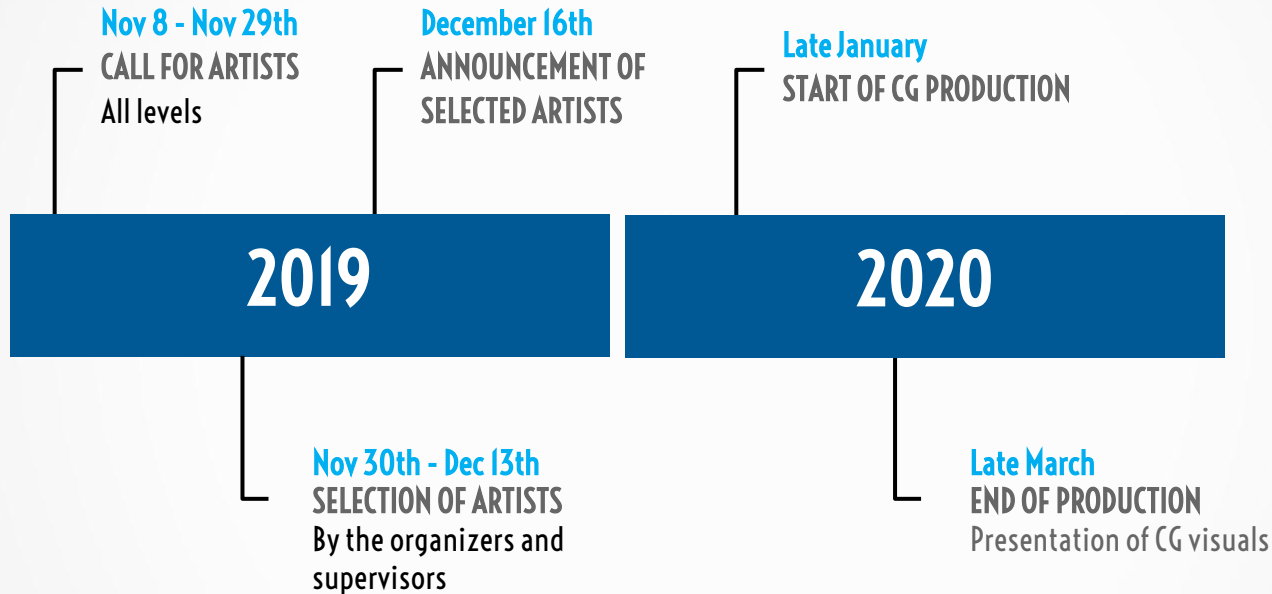 Nov 8 - Nov 29th
CALL FOR ARTISTS
All levels
December 16th
ANNOUNCEMENT OF
SELECTED ARTISTS
Late January
START OF CG PRODUCTION
2019
2020
Nov 30th - Dec 13th
SELECTION OF ARTISTS
By the organizers and
supervisors
Late March
END OF PRODUCTION
Presentation of CG visuals